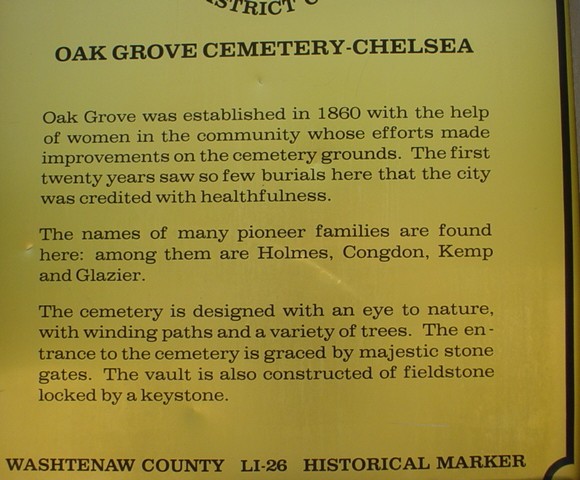 OAK GROVE CEMETERY-CHELSEA
Oak Grove was established in 1860 with the help
of women in the community whose efforts made
improvements on the cemetery grounds. The first
twenty years saw so few burials here that the city
was credited with healthfulness.
The names of many pioneer families are found
here: among them are Holmes, Congdon, Kemp
and Glazier.
The cemetery is designed with an eye to nature,
with winding paths and a variety of trees. The en-
trance to the cemetery is graced by majestic stone
gates. The vault is also constructed of fieldstone
locked by a keystone.
WASHTENAW COUNTY LI-26 HISTORICAL MARKER